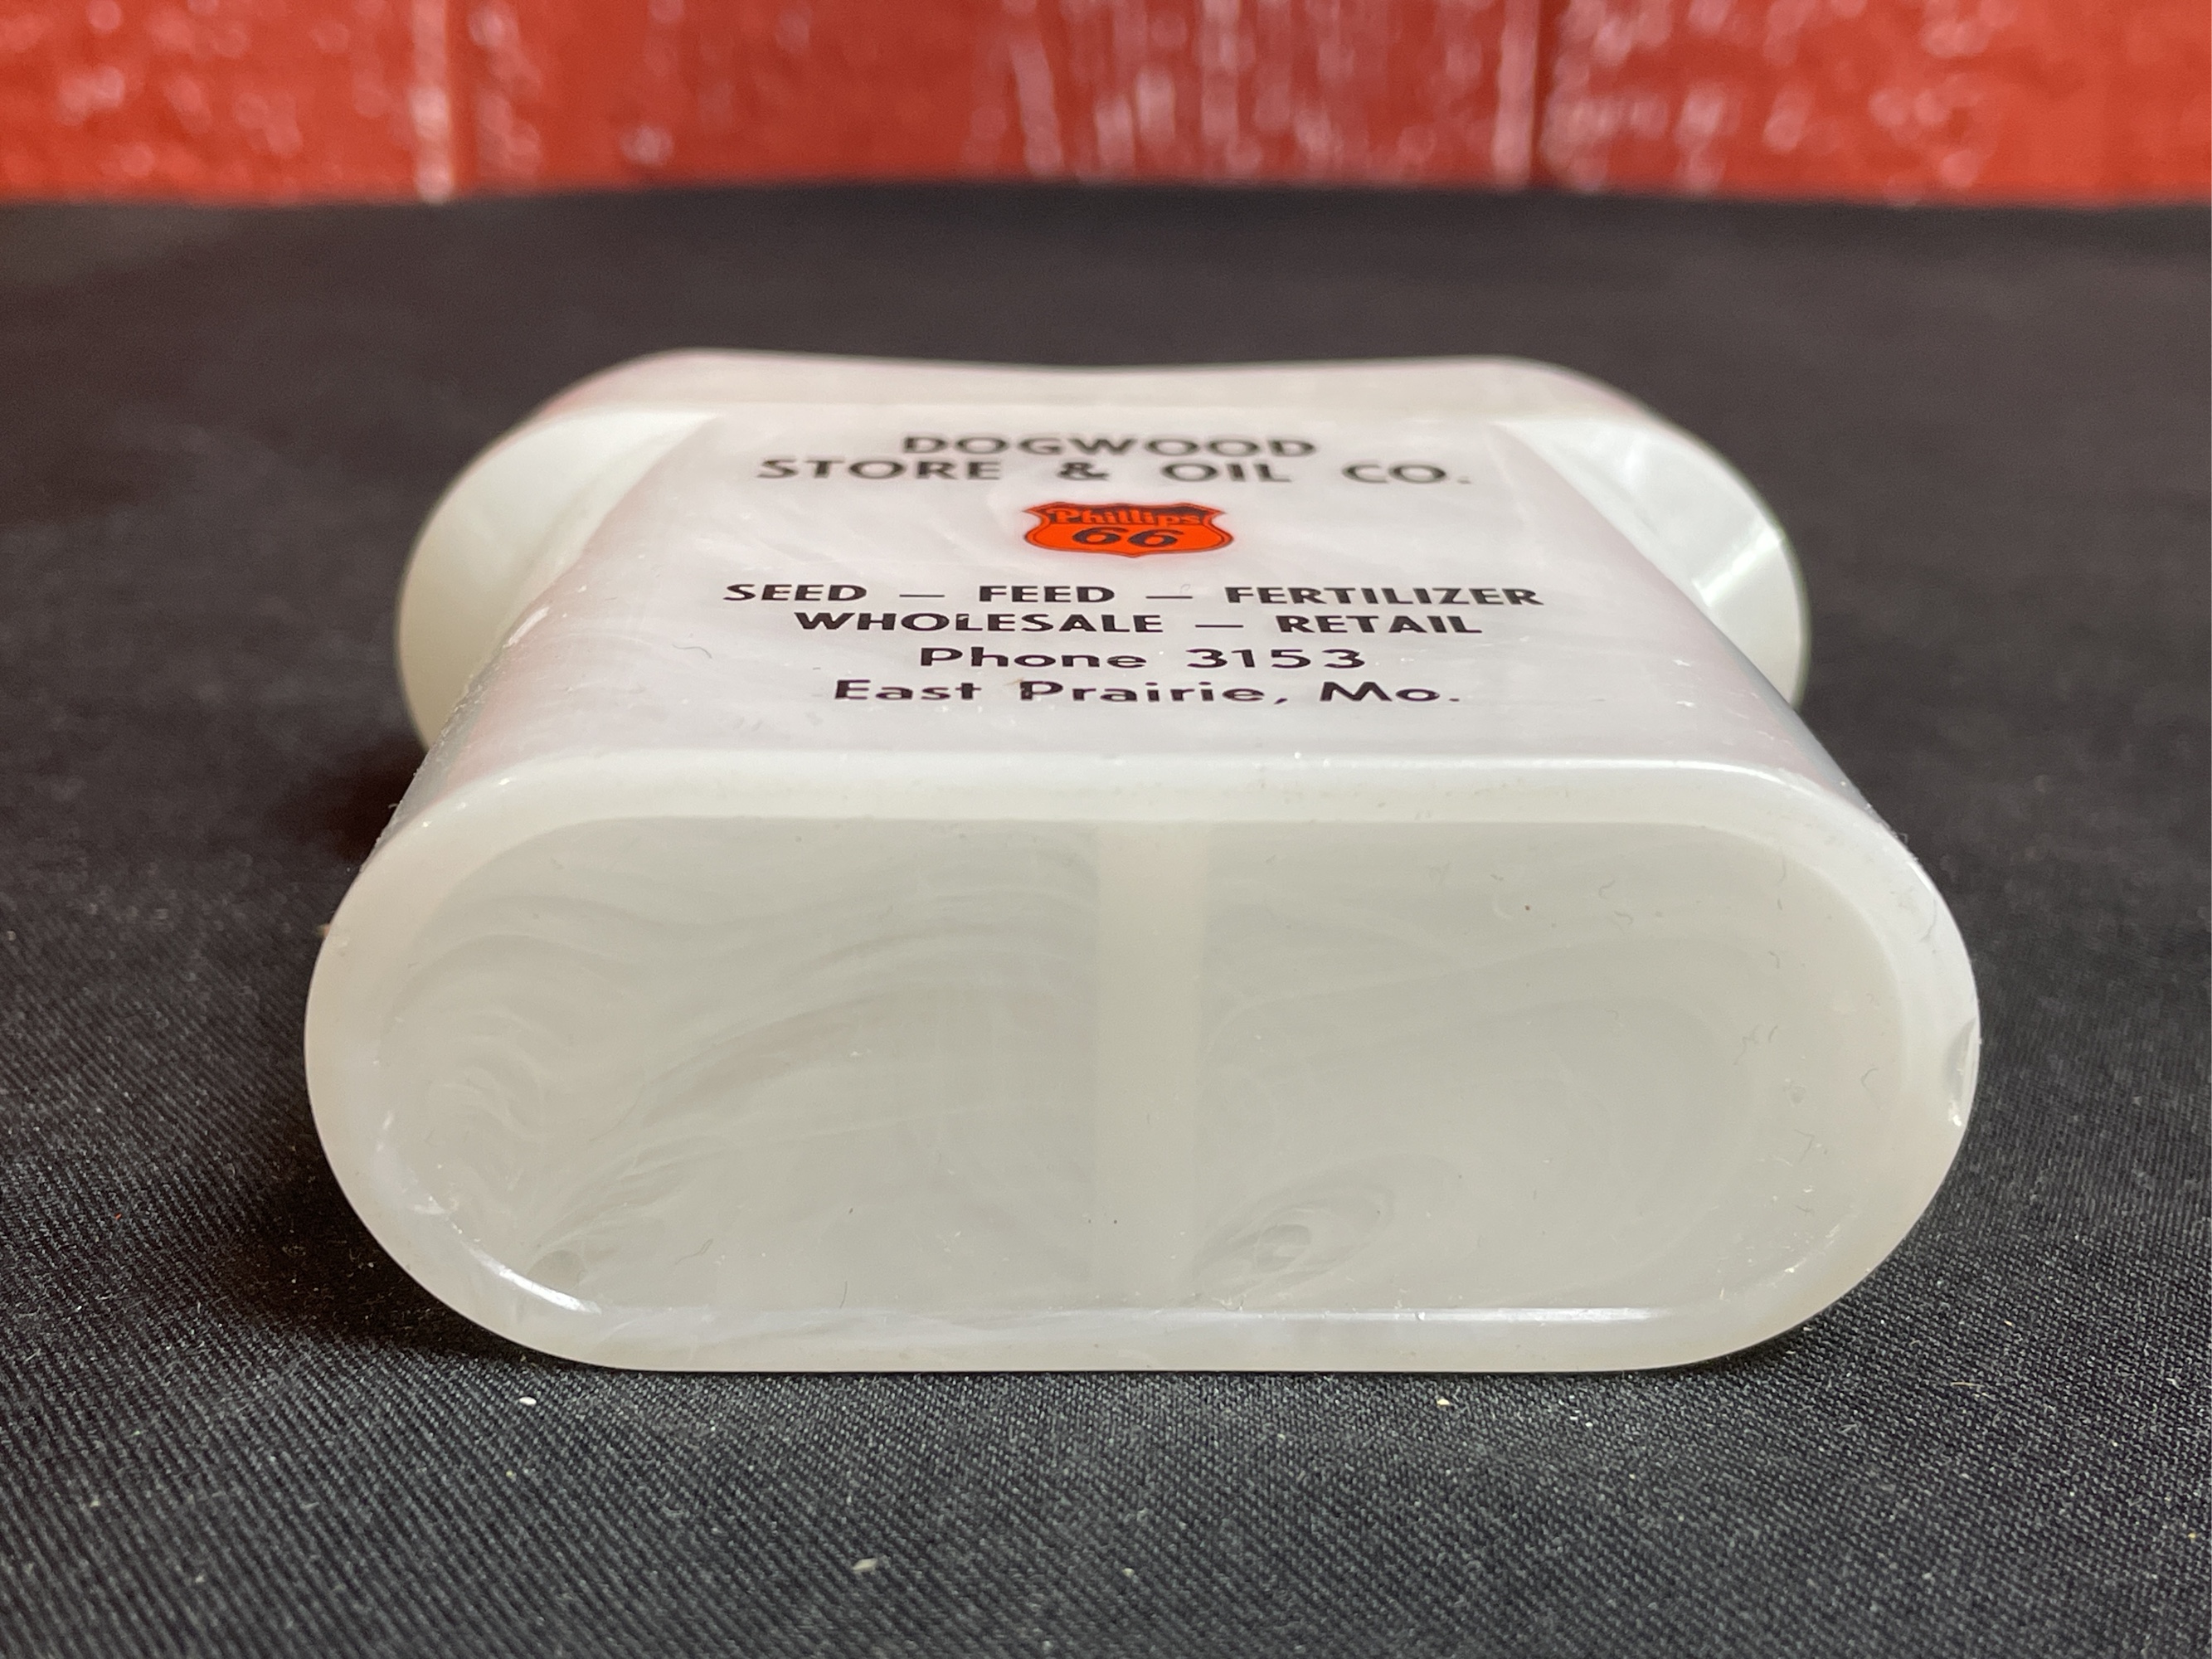 DOGWOOD
STORE & OIL CO.
Phillips
66
SEED — FEED — FERTILIZER
WHOLESALE — RETAIL
Phone 3153
East Prairie, Mo.